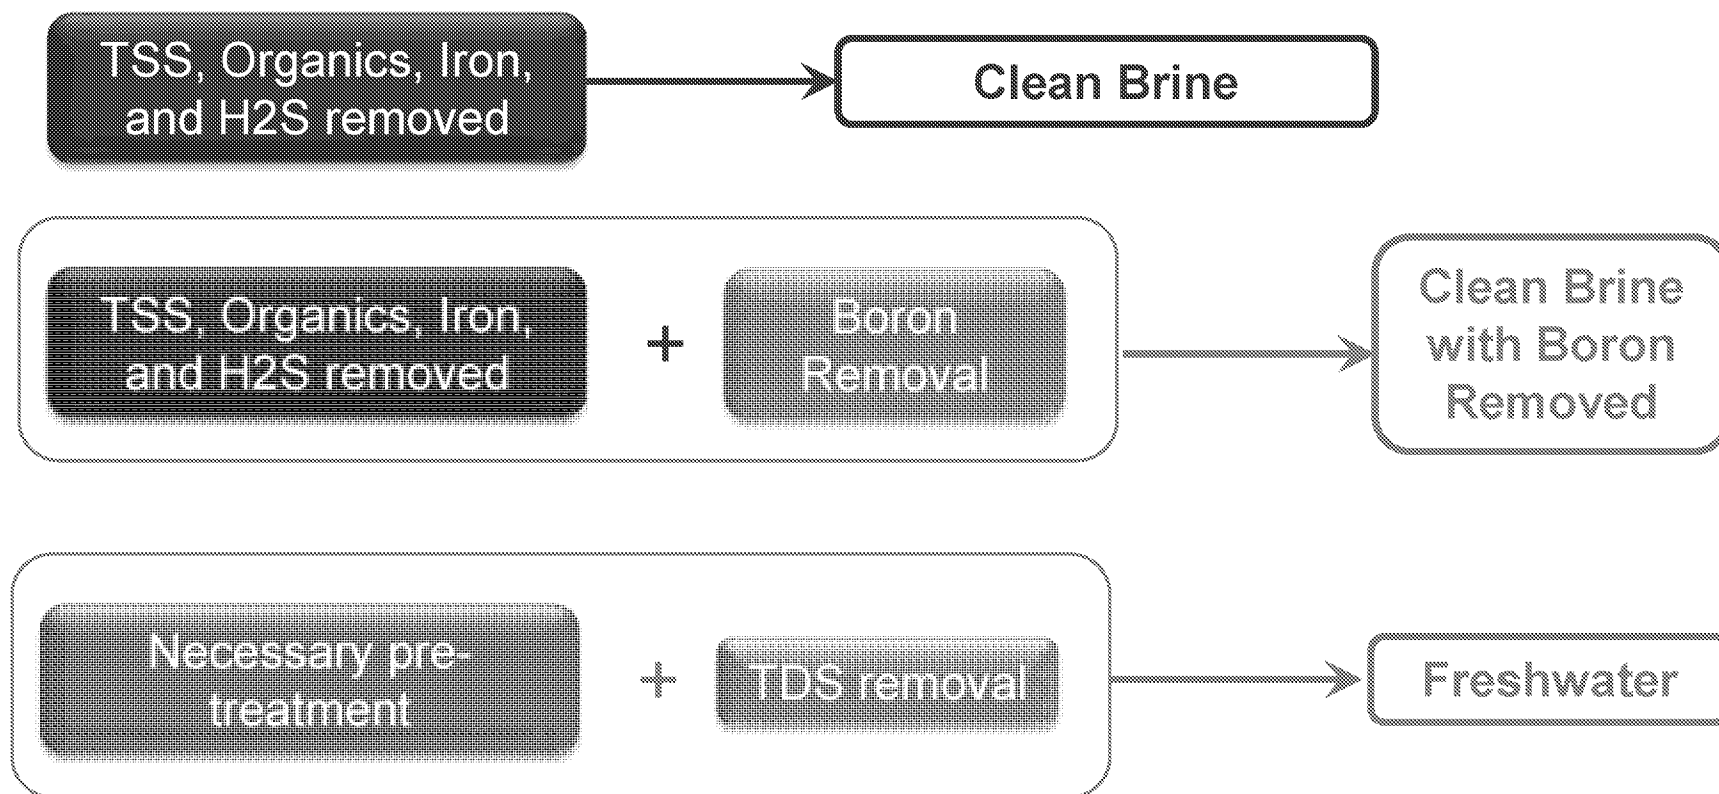 TSS, Organics, Iron,
and H2S removed
Clean Brine
TSS, Organics, Iron,
and H2S removed
+
Boron
Removal
Clean Brine
with Boron
Removed
Necessary pre-
treatment
+
TDS removal
Freshwater